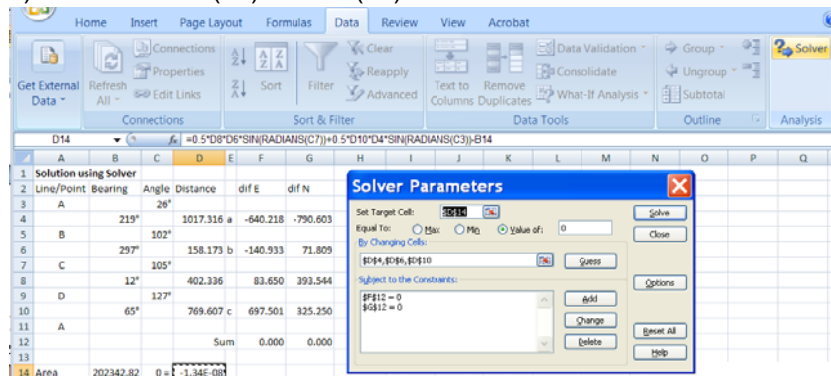 Home Insert Page Layout Formulas Data Review View Acrobat
Get External Data
Refresh All
Connections
Properties
Edit Links
Connections
Sort
Filter
Clear
Reapply
Advanced
Sort & Filter
Text to Columns
Remove Duplicates
Data Validation
Consolidate
What-If Analysis
Data Tools
Group
Ungroup
Subtotal
Outline
Solver
Analysis
D14 fx =0.5*D8*D6*SIN(RADIANS(C7))+0.5*D10*D4*SIN(RADIANS(C3))-B14
A B C D E F G H I J K L M N O P Q
1 Solution using Solver
2 Line/Point Bearing Angle Distance dif E dif N
3 A 26°
4 219° 1017.316 a -640.218 -790.603
5 B 102°
6 297° 158.173 b -140.933 71.809
7 C 105°
8 12° 402.336 83.650 393.544
9 D 127°
10 65° 769.607 c 697.501 325.250
11 A
12 Sum 0.000 0.000
13
14 Area 202342.82 0 = -1.34E-08
Solver Parameters
Set Target Cell: $D$14
Equal To: Max Min Value of: 0
By Changing Cells:
$D$4,$D$6,$D$10
Guess
Subject to the Constraints:
$F$12 = 0
$G$12 = 0
Add
Change
Delete
Solve
Close
Options
Reset All
Help